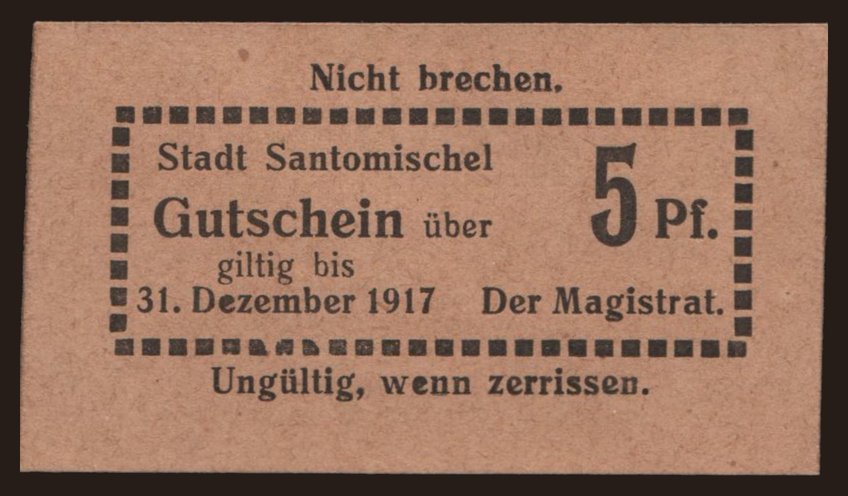 Nicht brechen.
Stadt Santomischel
Gutschein über 5 Pf.
giltig bis
31. Dezember 1917 Der Magistrat.
Ungültig, wenn zerrissen.